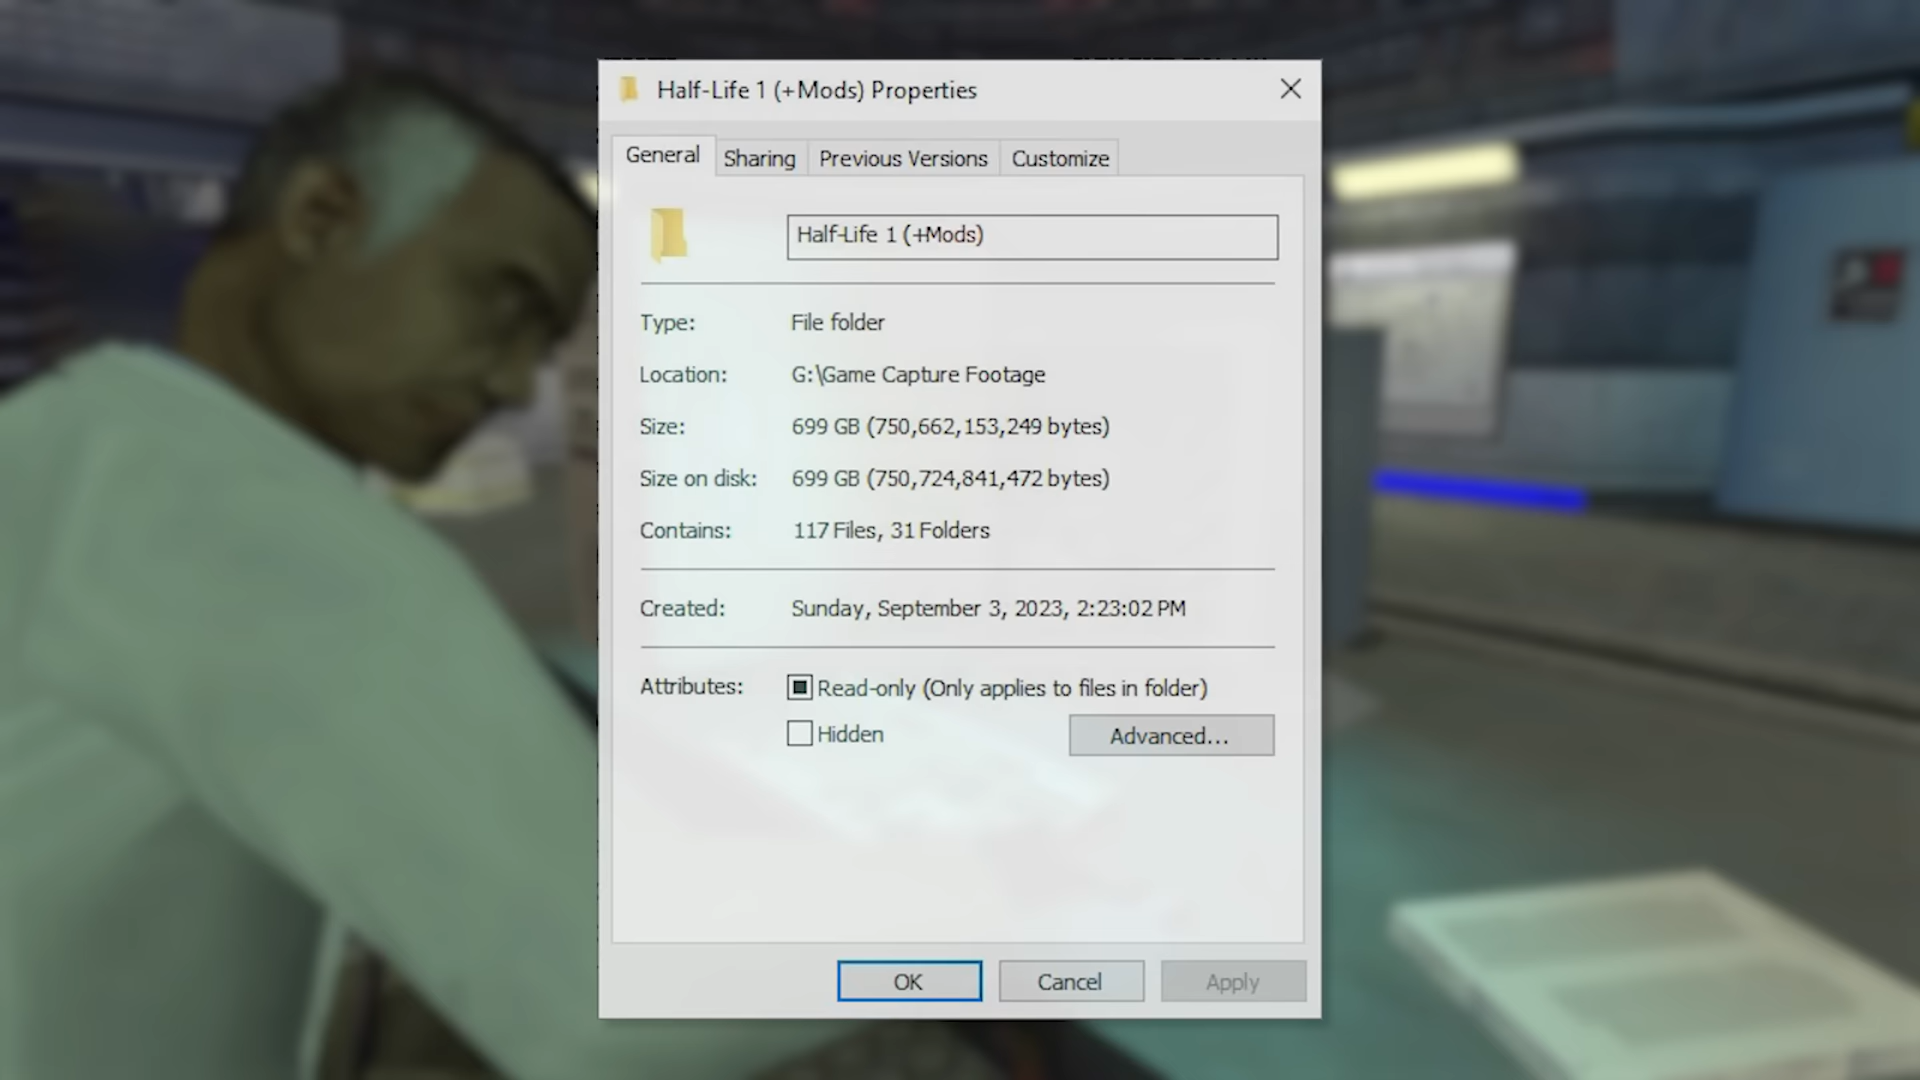 Half-Life 1 (+Mods) Properties
General Sharing Previous Versions Customize
Half-Life 1 (+Mods)
Type: File folder
Location: G:\Game Capture Footage
Size: 699 GB (750,662,153,249 bytes)
Size on disk: 699 GB (750,724,841,472 bytes)
Contains: 117 Files, 31 Folders
Created: Sunday, September 3, 2023, 2:23:02 PM
Attributes: Read-only (Only applies to files in folder)
Hidden Advanced...
OK Cancel Apply